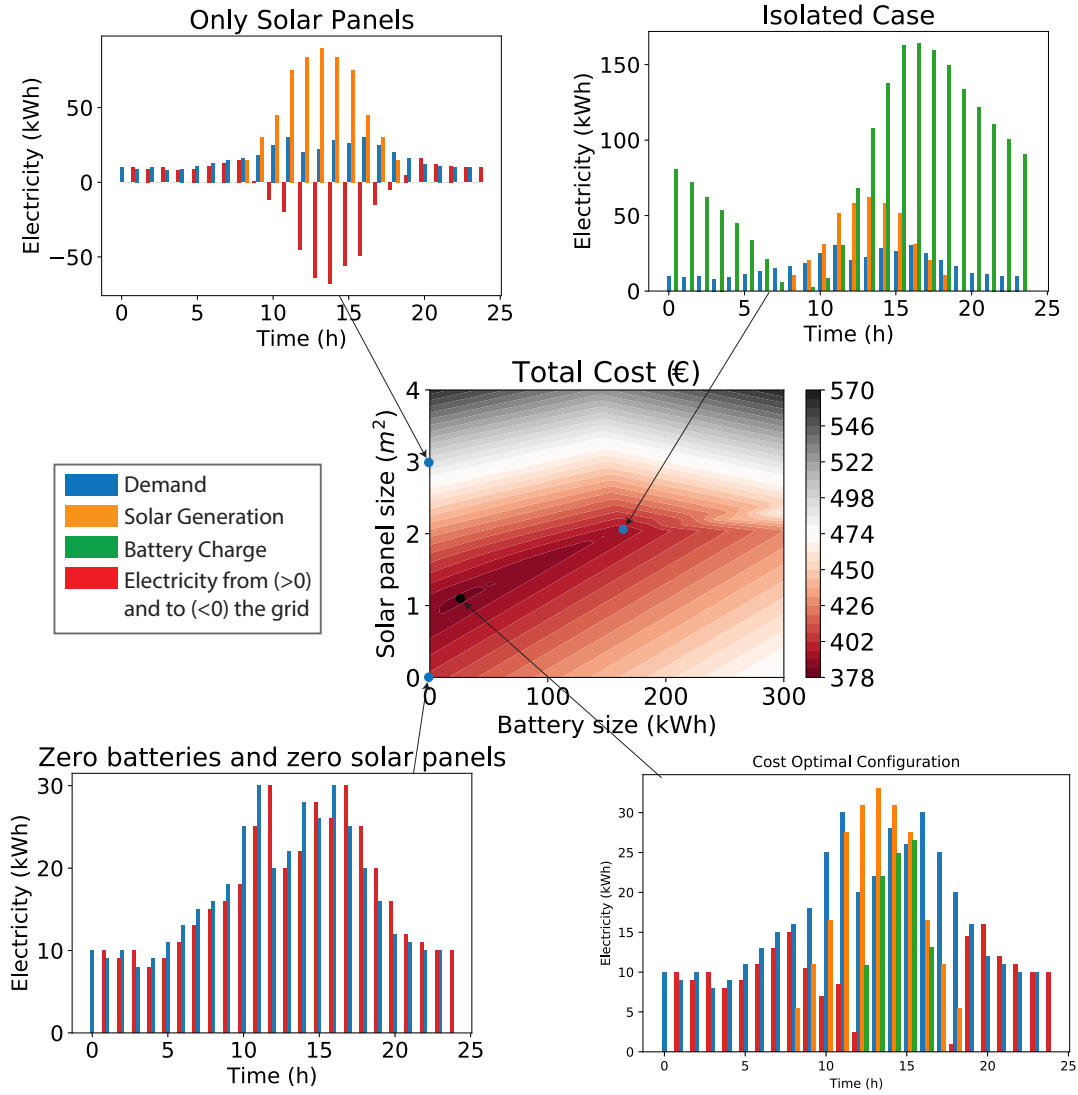 Only Solar Panels
Electricity (kWh)
50
0
−50
0 5 10 15 20 25
Time (h)
Isolated Case
Electricity (kWh)
150
100
50
0
0 5 10 15 20 25
Time (h)
Total Cost (€)
Solar panel size (m²)
4
3
2
1
0
0 100 200 300
Battery size (kWh)
570
546
522
498
474
450
426
402
378
Demand
Solar Generation
Battery Charge
Electricity from (>0)
and to (<0) the grid
Zero batteries and zero solar panels
Electricity (kWh)
30
20
10
0
0 5 10 15 20 25
Time (h)
Cost Optimal Configuration
Electricity (kWh)
30
25
20
15
10
5
0
0 5 10 15 20 25
Time (h)